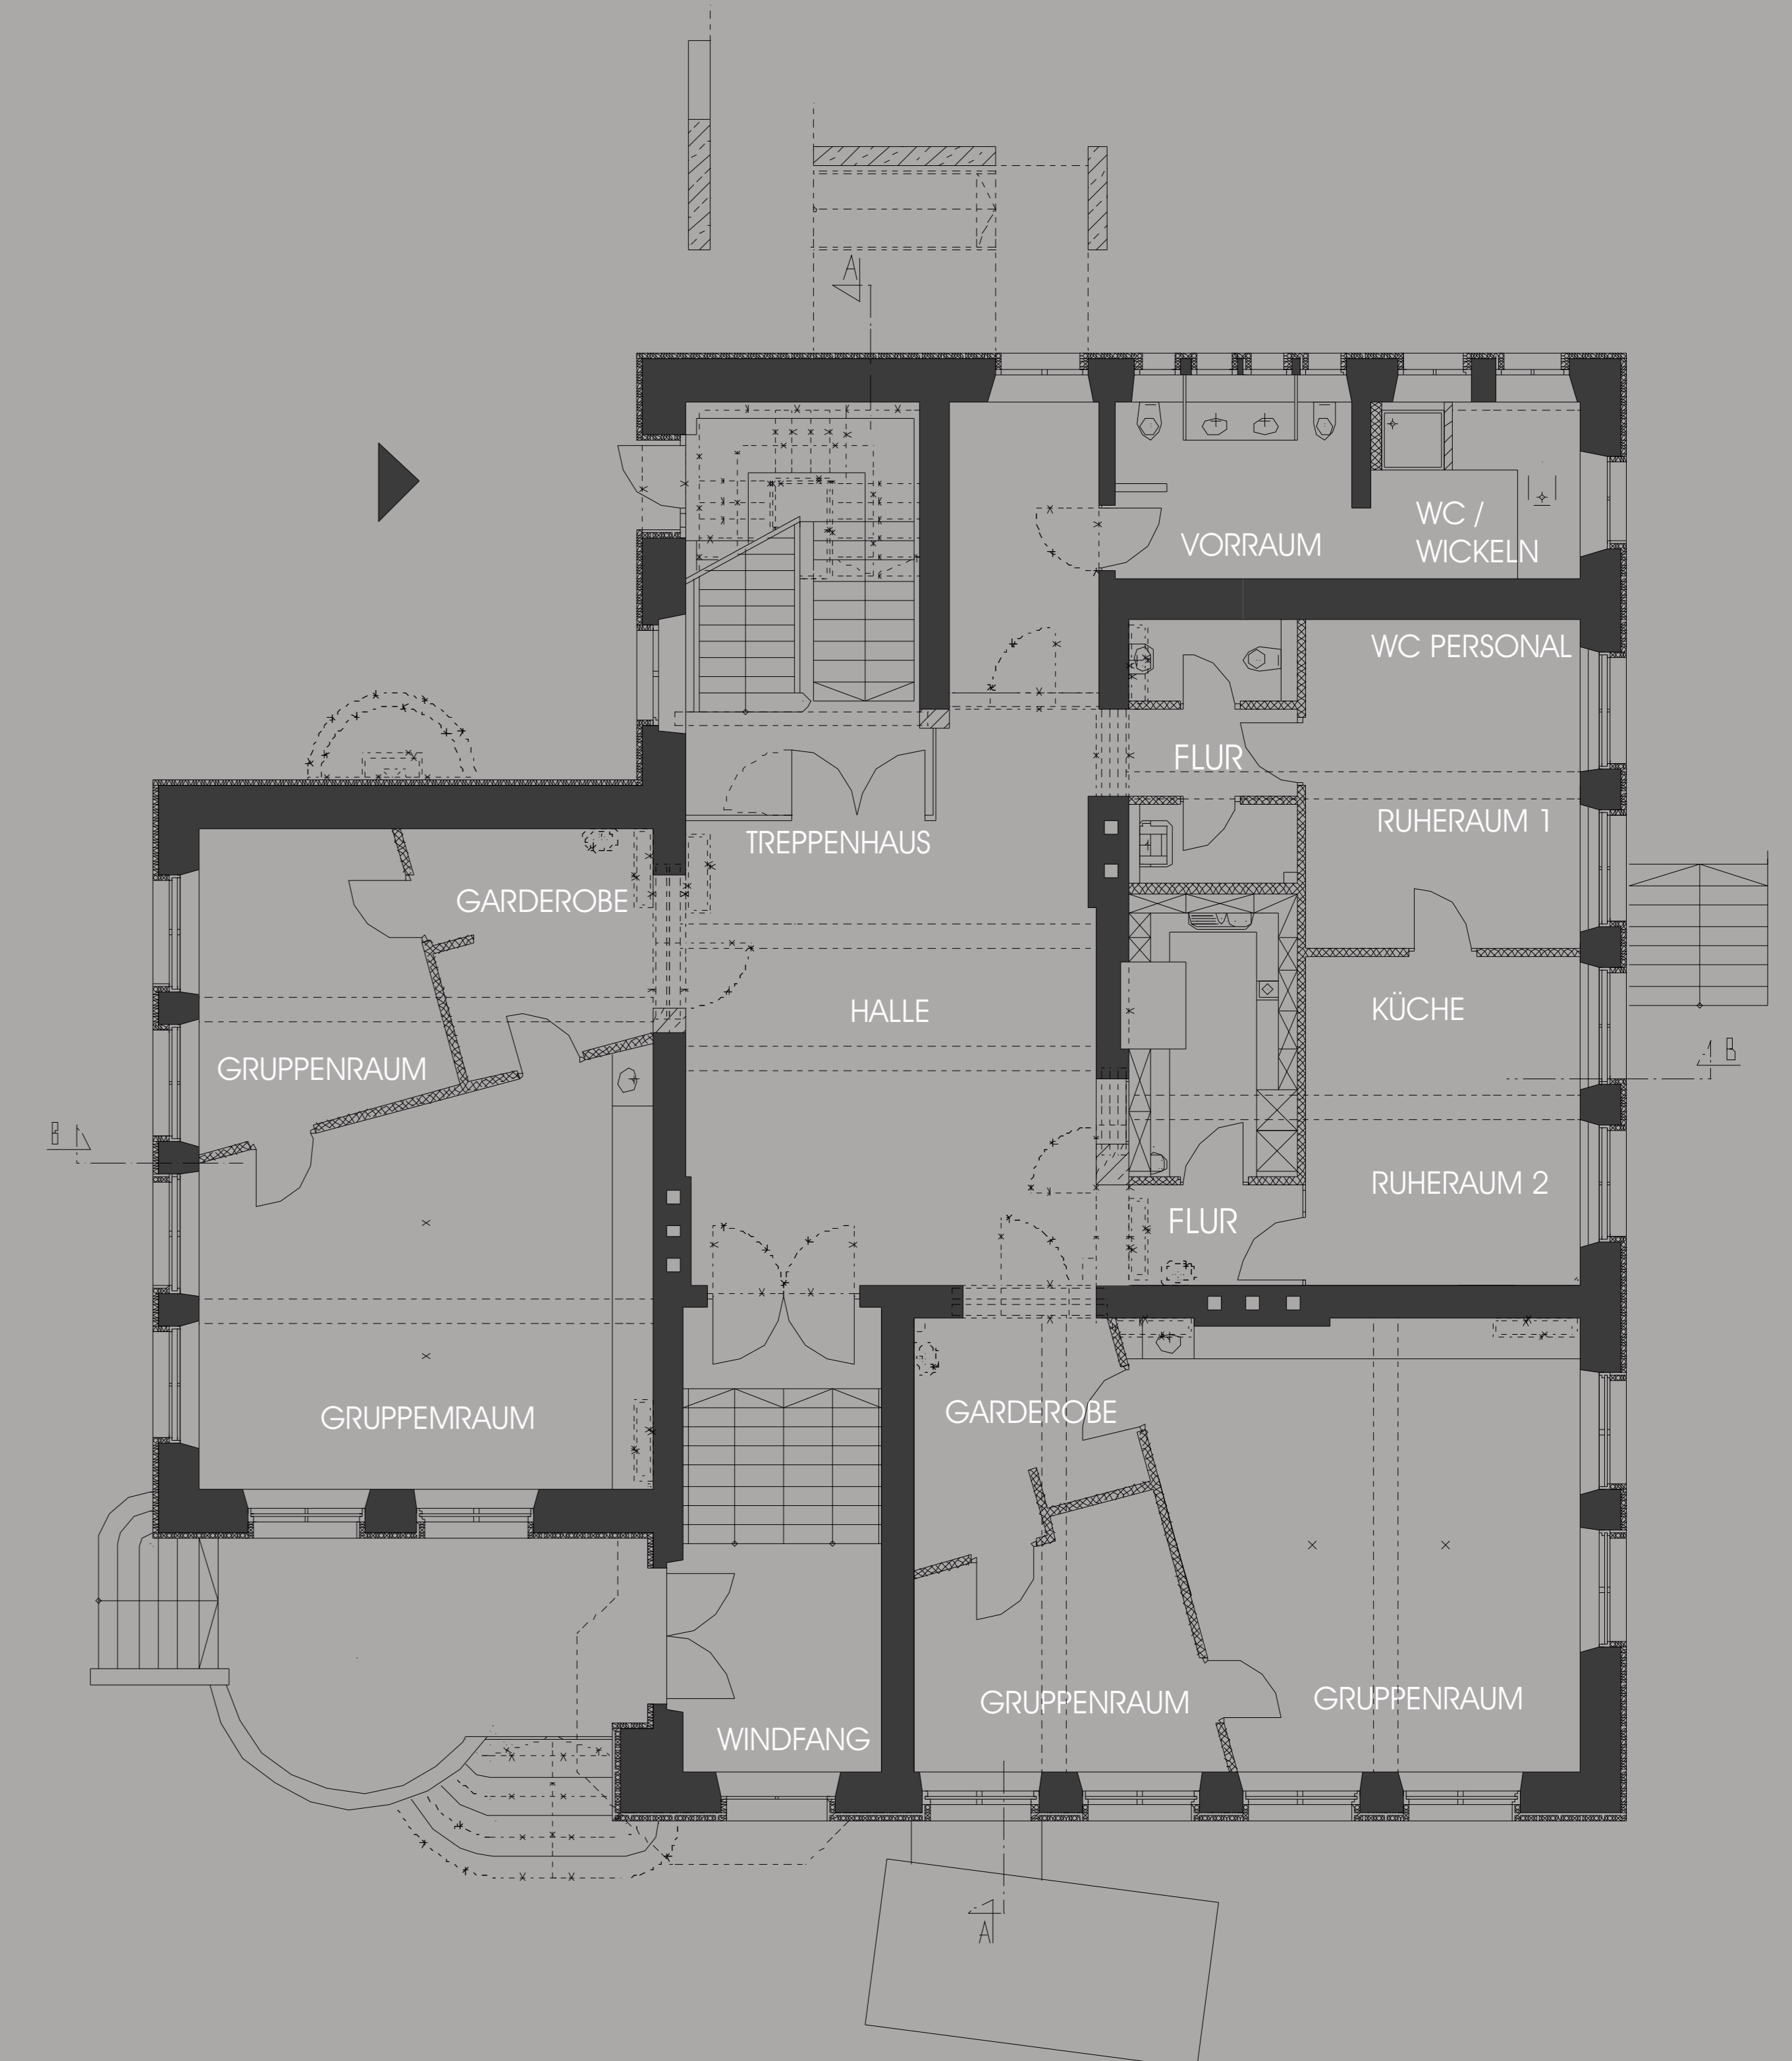 A
WC /
WICKELN
VORRAUM
WC PERSONAL
FLUR
RUHERAUM 1
TREPPENHAUS
GARDEROBE
HALLE
KÜCHE
GRUPPENRAUM
B
B
RUHERAUM 2
FLUR
GRUPPEMRAUM
GARDEROBE
GRUPPENRAUM
GRUPPENRAUM
WINDFANG
A